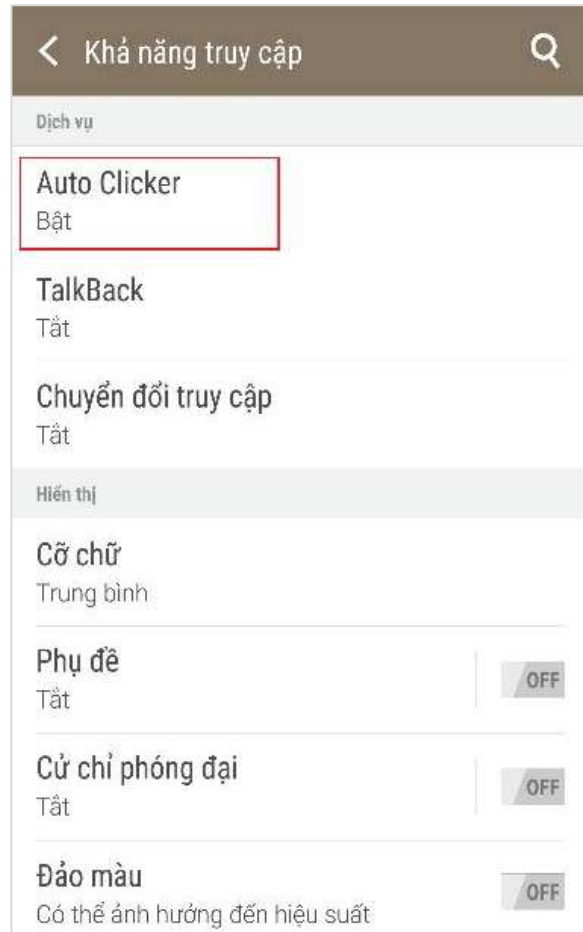 Khả năng truy cập
Dịch vụ
Auto Clicker
Bật
TalkBack
Tắt
Chuyển đổi truy cập
Tắt
Hiển thị
Cỡ chữ
Trung bình
Phụ đề
Tắt
OFF
Cử chỉ phóng đại
Tắt
OFF
Đảo màu
Có thể ảnh hưởng đến hiệu suất
OFF